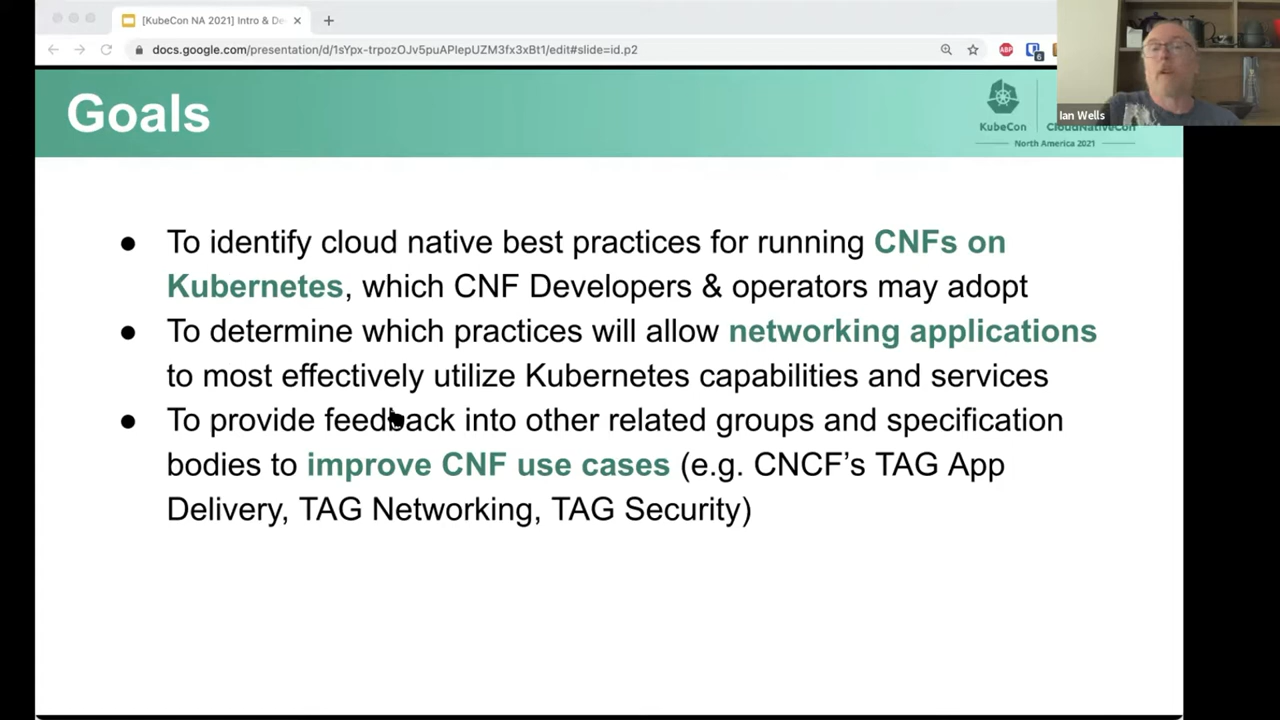 [KubeCon NA 2021] Intro & De
docs.google.com/presentation/d/1sYpx-trpozOJv5puAPIepUZM3fx3xBt1/edit#slide=id.p2
ABP
6
Ian Wells
Goals
KubeCon
CloudNativeCon
North America 2021
● To identify cloud native best practices for running CNFs on
Kubernetes, which CNF Developers & operators may adopt
● To determine which practices will allow networking applications
to most effectively utilize Kubernetes capabilities and services
● To provide feedback into other related groups and specification
bodies to improve CNF use cases (e.g. CNCF’s TAG App
Delivery, TAG Networking, TAG Security)